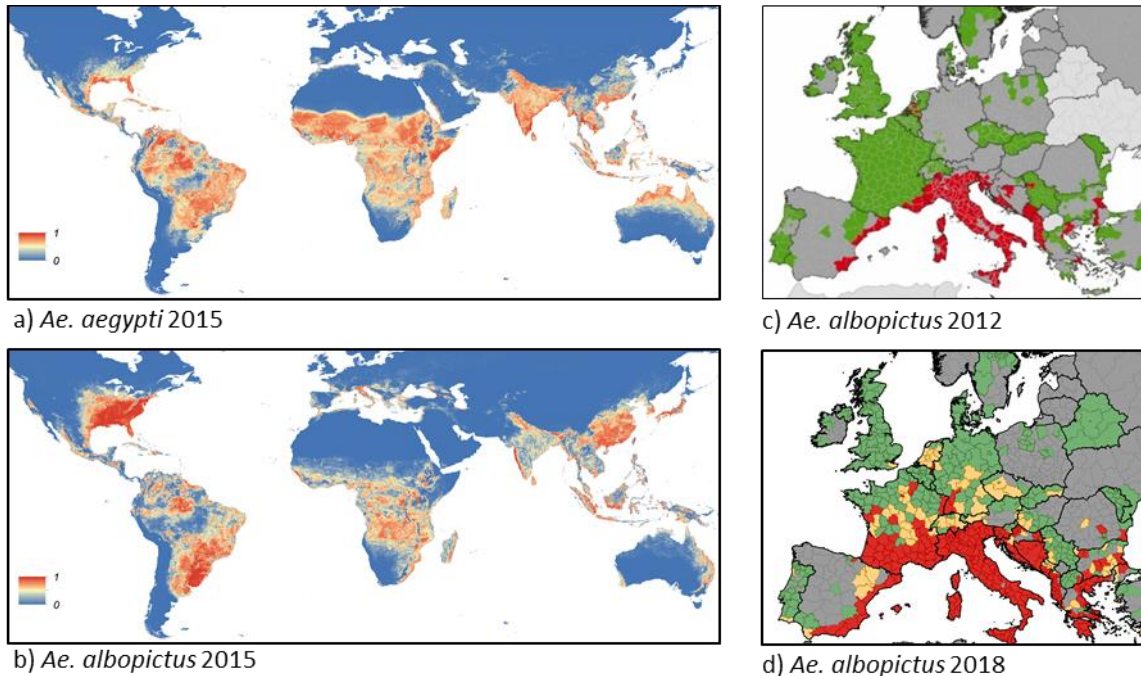 1
0
a) Ae. aegypti 2015
1
0
b) Ae. albopictus 2015
c) Ae. albopictus 2012
d) Ae. albopictus 2018